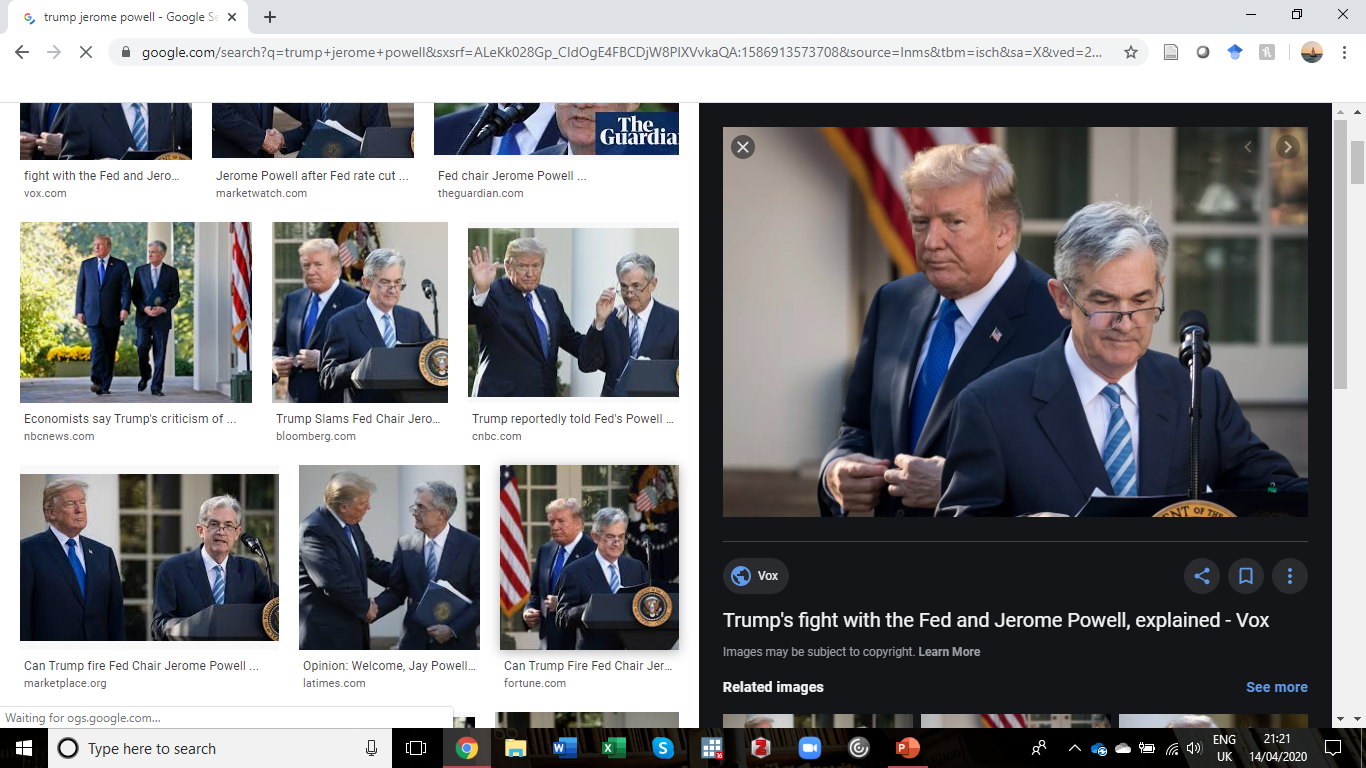 trump jerome powell - Google Se
google.com/search?q=trump+jerome+powell&sxsrf=ALeKk028Gp_CIdOgE4FBCDjW8PIXVvkaQA:1586913573708&source=lnms&tbm=isch&sa=X&ved=2...
The
Guardia
fight with the Fed and Jero...
vox.com
Jerome Powell after Fed rate cut ...
marketwatch.com
Fed chair Jerome Powell ...
theguardian.com
Economists say Trump's criticism of ...
nbcnews.com
Trump Slams Fed Chair Jero...
bloomberg.com
Trump reportedly told Fed's Powell ...
cnbc.com
Can Trump fire Fed Chair Jerome Powell ...
marketplace.org
Opinion: Welcome, Jay Powell...
latimes.com
Can Trump Fire Fed Chair Jer...
fortune.com
ENT OF THE
Vox
Trump's fight with the Fed and Jerome Powell, explained - Vox
Images may be subject to copyright. Learn More
Related images
See more
Waiting for ogs.google.com...
Type here to search
ENG
UK
21:21
14/04/2020